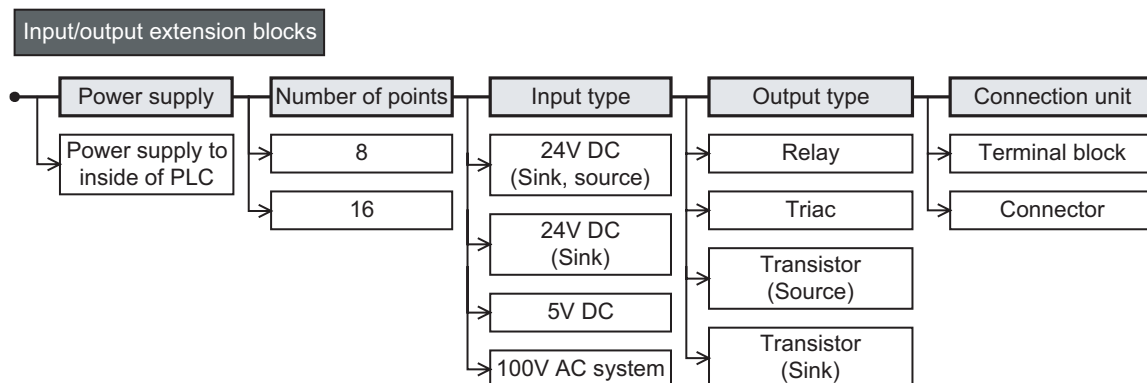 Input/output extension blocks
Power supply
Number of points
Input type
Output type
Connection unit
Power supply to
inside of PLC
8
16
24V DC
(Sink, source)
24V DC
(Sink)
5V DC
100V AC system
Relay
Triac
Transistor
(Source)
Transistor
(Sink)
Terminal block
Connector